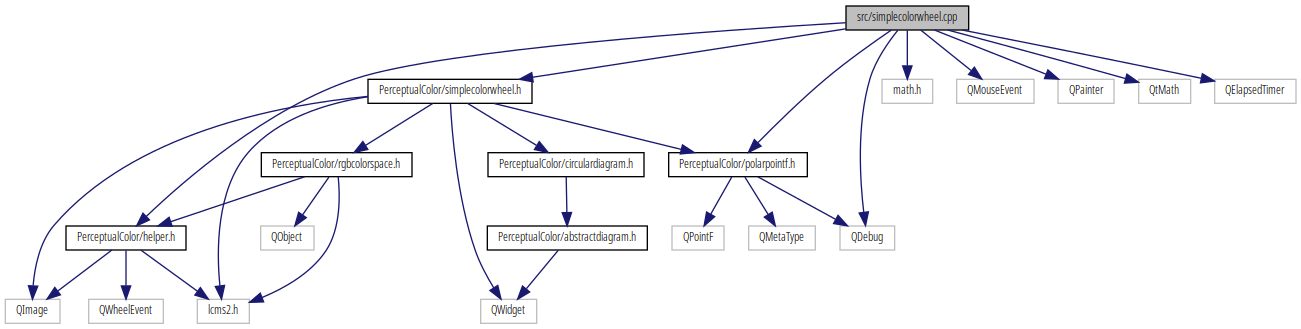 src/simplecolorwheel.cpp
PerceptualColor/simplecolorwheel.h
math.h
QMouseEvent
QPainter
QtMath
QElapsedTimer
PerceptualColor/rgbcolorspace.h
PerceptualColor/circulardiagram.h
PerceptualColor/polarpointf.h
PerceptualColor/helper.h
QObject
PerceptualColor/abstractdiagram.h
QPointF
QMetaType
QDebug
QImage
QWheelEvent
lcms2.h
QWidget